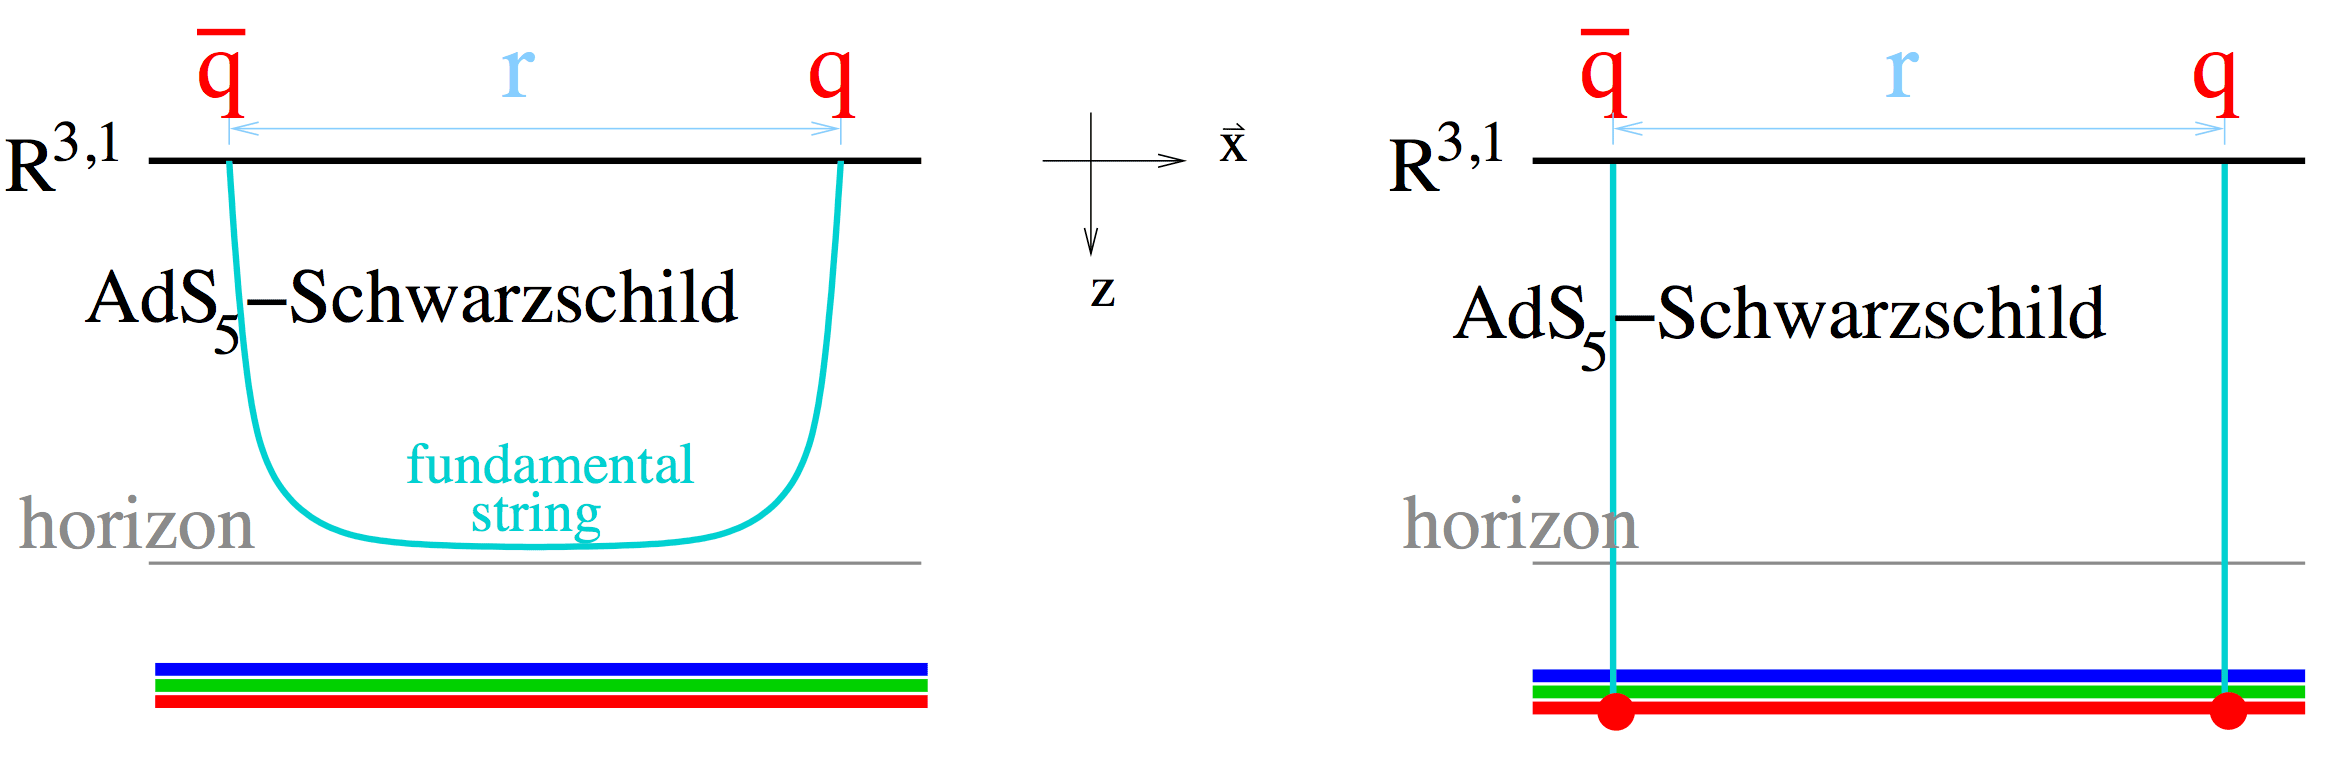 q̅ r q
R³,¹
AdS₅–Schwarzschild
fundamental
string
horizon
x⃗
z
q̅ r q
R³,¹
AdS₅–Schwarzschild
horizon